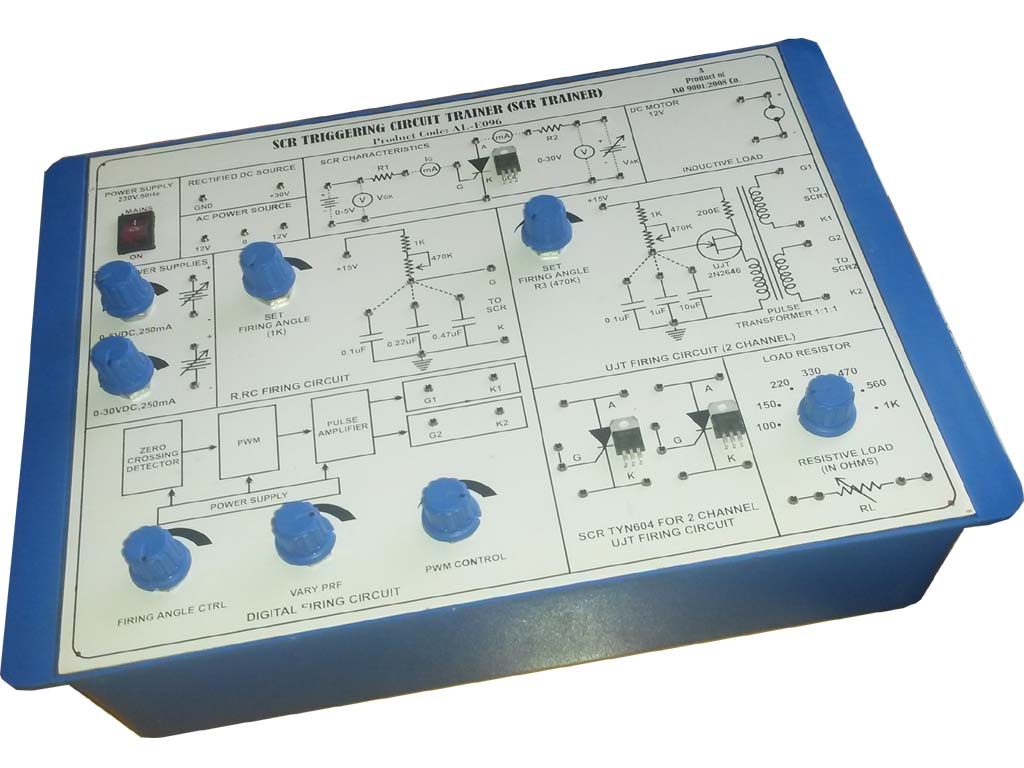 A
Product of
ISO 9001:2008 Co.
SCR TRIGGERING CIRCUIT TRAINER (SCR TRAINER)
Product Code: AL-E096
POWER SUPPLY
230V,50Hz
MAINS
ON
RECTIFIED DC SOURCE
GND
+30V
AC POWER SOURCE
12V
0
12V
SCR CHARACTERISTICS
R1
IG
mA
0-5V
V
VGK
G
A
K
mA
R2
0-30V
V
VAK
DC MOTOR
12V
+
INDUCTIVE LOAD
POWER SUPPLIES
0-5VDC,250mA
0-30VDC,250mA
SET
FIRING ANGLE
(1K)
+15V
1K
470K
G
TO
SCR
K
0.1uF
0.22uF
0.47uF
R,RC FIRING CIRCUIT
SET
FIRING ANGLE
R3 (470K)
+15V
1K
470K
200E
UJT
2N2646
0.1uF
1uF
10uF
PULSE
TRANSFORMER 1:1.1
G1
TO
SCR1
K1
G2
TO
SCR2
K2
UJT FIRING CIRCUIT (2 CHANNEL)
ZERO
CROSSING
DETECTOR
PWM
PULSE
AMPLIFIER
G1
K1
G2
K2
POWER SUPPLY
FIRING ANGLE CTRL
VARY PRF
PWM CONTROL
DIGITAL FIRING CIRCUIT
A
G
K
A
G
K
SCR TYN604 FOR 2 CHANNEL
UJT FIRING CIRCUIT
LOAD RESISTOR
100
150
220
330
470
560
1K
RESISTIVE LOAD
(IN OHMS)
RL